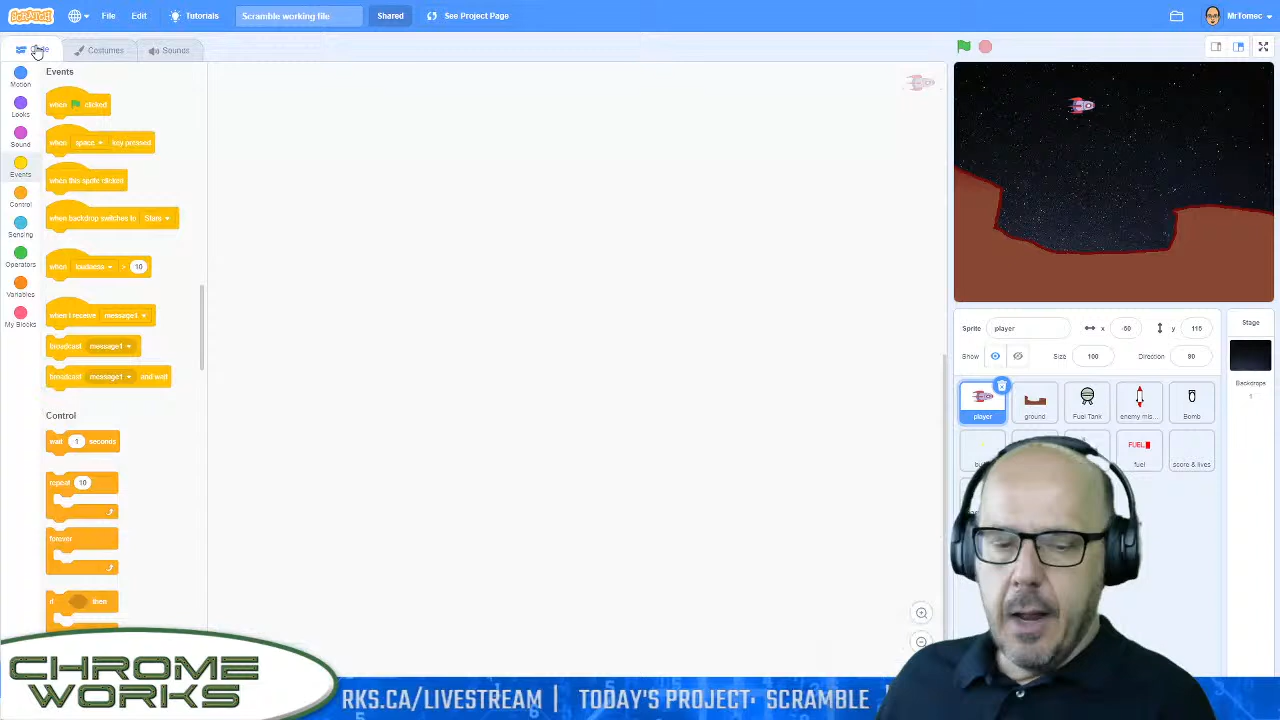 SCRATCH
File
Edit
Tutorials
Scramble working file
Shared
See Project Page
MrTomec
Costumes
Sounds
Motion
Looks
Sound
Events
Control
Sensing
Operators
Variables
My Blocks
Events
when clicked
when space key pressed
when this sprite clicked
when backdrop switches to Stars
when loudness > 10
when I receive message1
broadcast message1
broadcast message1 and wait
Control
wait 1 seconds
repeat 10
forever
if then
Sprite player x -60 y 116
Show Size 100 Direction 90
player
ground
Fuel Tank
enemy mis...
Bomb
FUEL
fuel
score & lives
Stage
Backdrops
1
CHROME
WORKS
RKS.CA/LIVESTREAM | TODAY'S PROJECT: SCRAMBLE